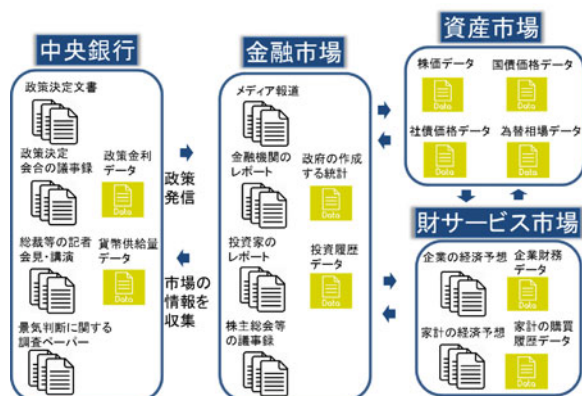 中央銀行
政策決定文書
政策決定
会合の議事録
政策金利
データ
Data
総裁等の記者
会見・講演
貨幣供給量
データ
Data
景気判断に関する
調査ペーパー
政策
発信
市場の
情報を
収集
金融市場
メディア報道
金融機関の
レポート
政府の作成
する統計
Data
投資家の
レポート
投資履歴
データ
Data
株主総会等
の議事録
資産市場
株価データ
Data
国債価格データ
Data
社債価格データ
Data
為替相場データ
Data
財サービス市場
企業の経済予想
企業財務
データ
Data
家計の経済予想
家計の購買
履歴データ
Data